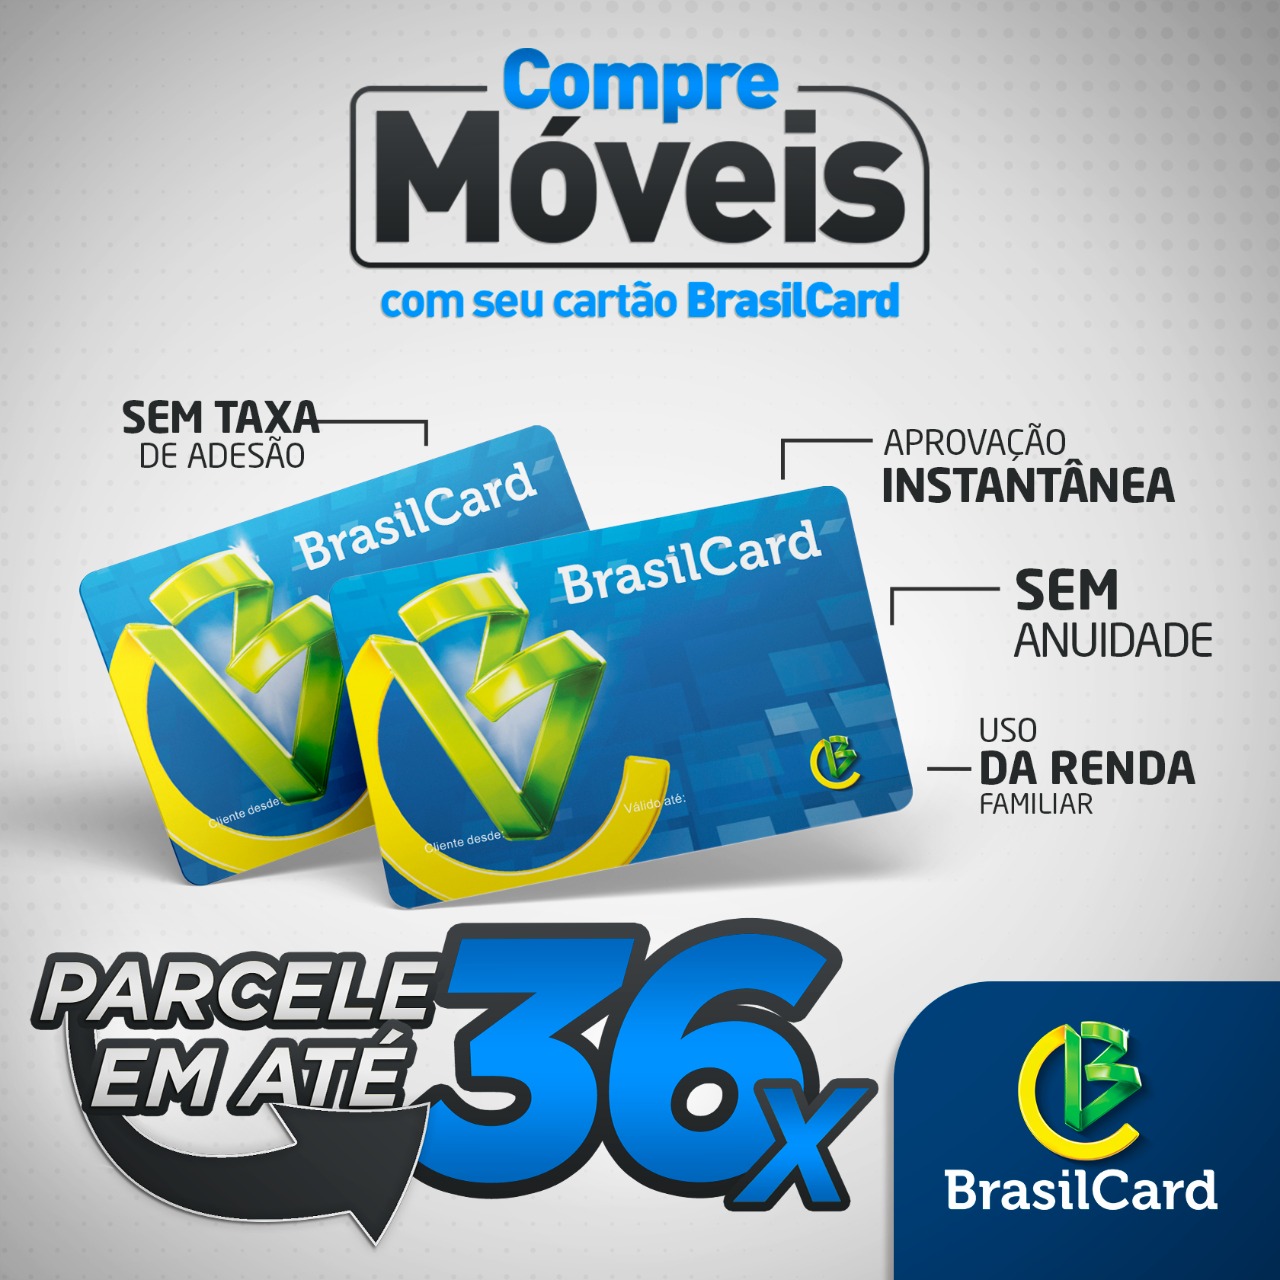 Compre
Móveis
com seu cartão BrasilCard
SEM TAXA
DE ADESÃO
APROVAÇÃO
INSTANTÂNEA
SEM
ANUIDADE
USO
DA RENDA
FAMILIAR
BrasilCard
Cliente desde:
BrasilCard
Cliente desde:
Válido até:
PARCELE
EM ATÉ
36x
BrasilCard